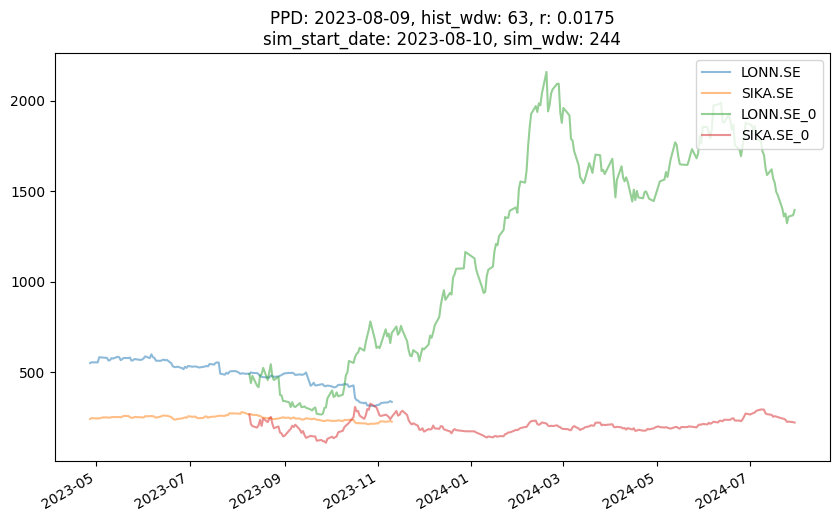 PPD: 2023-08-09, hist_wdw: 63, r: 0.0175
sim_start_date: 2023-08-10, sim_wdw: 244
LONN.SE
SIKA.SE
LONN.SE_0
SIKA.SE_0
2000
1500
1000
500
2023-05
2023-07
2023-09
2023-11
2024-01
2024-03
2024-05
2024-07